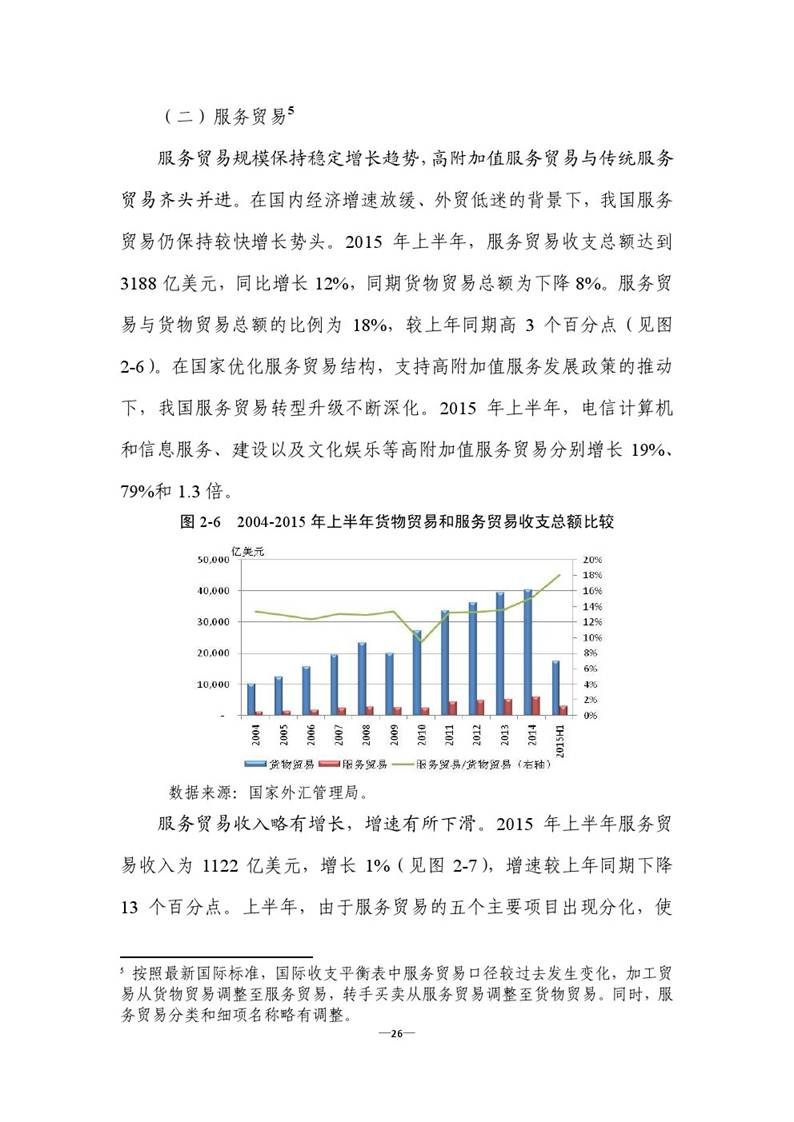 （二）服务贸易5
服务贸易规模保持稳定增长趋势，高附加值服务贸易与传统服务
贸易齐头并进。在国内经济增速放缓、外贸低迷的背景下，我国服务
贸易仍保持较快增长势头。2015 年上半年，服务贸易收支总额达到
3188 亿美元，同比增长 12%，同期货物贸易总额为下降 8%。服务贸
易与货物贸易总额的比例为 18%，较上年同期高 3 个百分点（见图
2-6）。在国家优化服务贸易结构，支持高附加值服务发展政策的推动
下，我国服务贸易转型升级不断深化。2015 年上半年，电信计算机
和信息服务、建设以及文化娱乐等高附加值服务贸易分别增长 19%、
79%和 1.3 倍。
图 2-6 2004-2015 年上半年货物贸易和服务贸易收支总额比较
亿美元
50,000 20%
18%
40,000 16%
14%
30,000 12%
10%
20,000 8%
6%
10,000 4%
2%
- 0%
2004 2005 2006 2007 2008 2009 2010 2011 2012 2013 2014 2015H1
货物贸易 服务贸易 服务贸易/货物贸易（右轴）
数据来源：国家外汇管理局。
服务贸易收入略有增长，增速有所下滑。2015 年上半年服务贸
易收入为 1122 亿美元，增长 1%（见图 2-7），增速较上年同期下降
13 个百分点。上半年，由于服务贸易的五个主要项目出现分化，使
5 按照最新国际标准，国际收支平衡表中服务贸易口径较过去发生变化，加工贸
易从货物贸易调整至服务贸易，转手买卖从服务贸易调整至货物贸易。同时，服
务贸易分类和细项名称略有调整。
—26—